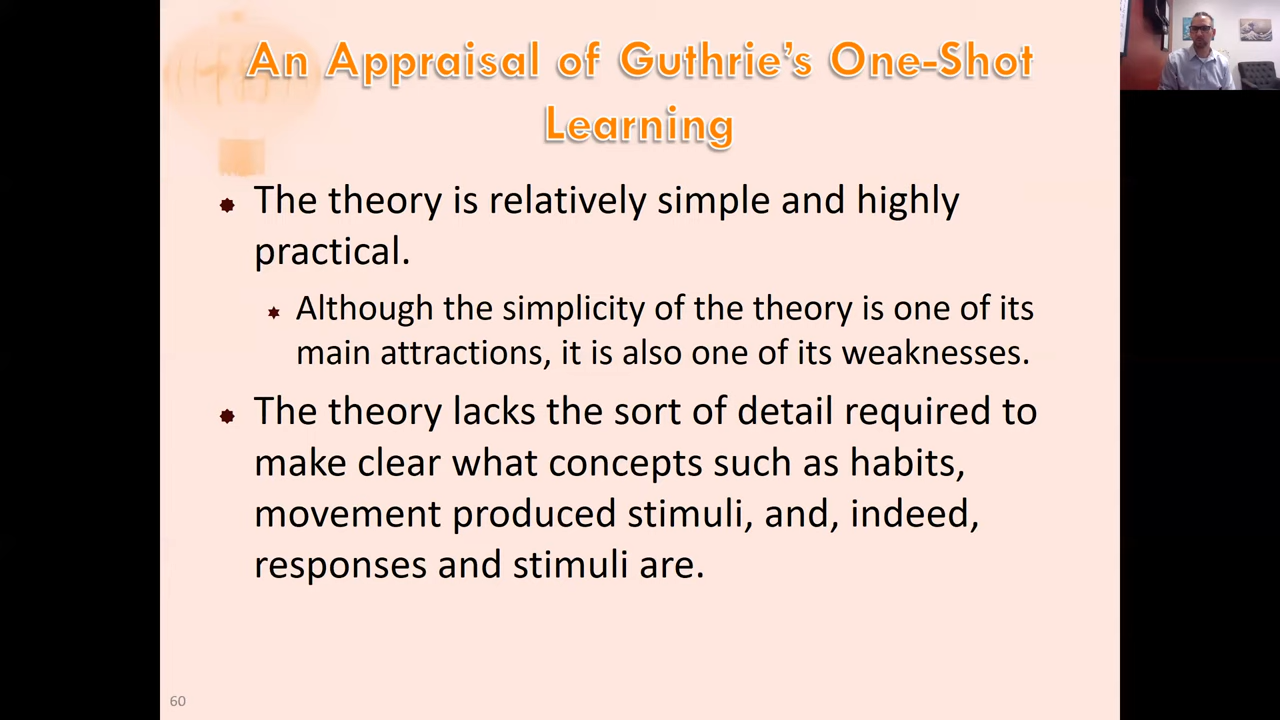 An Appraisal of Guthrie's One-Shot
Learning
The theory is relatively simple and highly
practical.
Although the simplicity of the theory is one of its
main attractions, it is also one of its weaknesses.
The theory lacks the sort of detail required to
make clear what concepts such as habits,
movement produced stimuli, and, indeed,
responses and stimuli are.
60